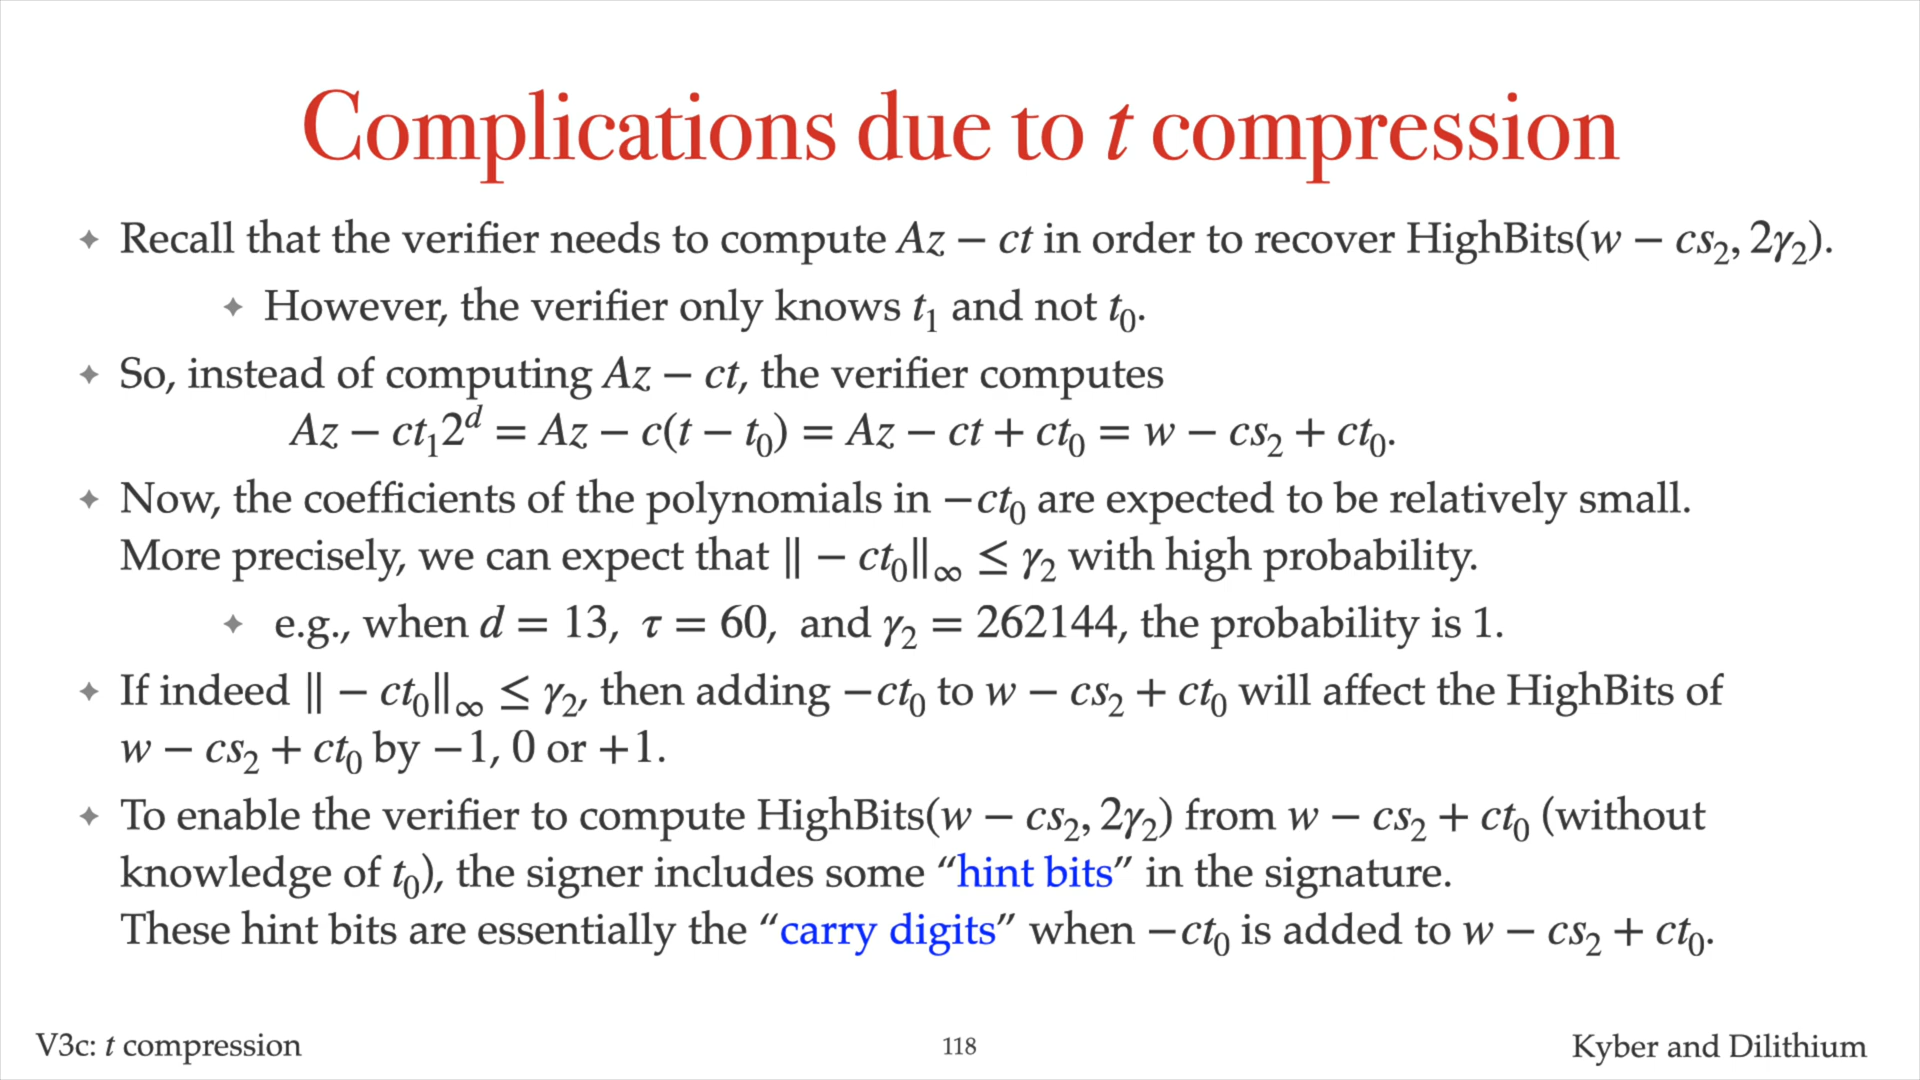 Complications due to t compression
✦ Recall that the verifier needs to compute Az − ct in order to recover HighBits(w − cs₂, 2γ₂).
✦ However, the verifier only knows t₁ and not t₀.
✦ So, instead of computing Az − ct, the verifier computes
Az − ct₁2ᵈ = Az − c(t − t₀) = Az − ct + ct₀ = w − cs₂ + ct₀.
✦ Now, the coefficients of the polynomials in −ct₀ are expected to be relatively small.
More precisely, we can expect that ‖ − ct₀‖∞ ≤ γ₂ with high probability.
✦ e.g., when d = 13, τ = 60, and γ₂ = 262144, the probability is 1.
✦ If indeed ‖ − ct₀‖∞ ≤ γ₂, then adding −ct₀ to w − cs₂ + ct₀ will affect the HighBits of
w − cs₂ + ct₀ by −1, 0 or +1.
✦ To enable the verifier to compute HighBits(w − cs₂, 2γ₂) from w − cs₂ + ct₀ (without
knowledge of t₀), the signer includes some “hint bits” in the signature.
These hint bits are essentially the “carry digits” when −ct₀ is added to w − cs₂ + ct₀.
V3c: t compression
118
Kyber and Dilithium